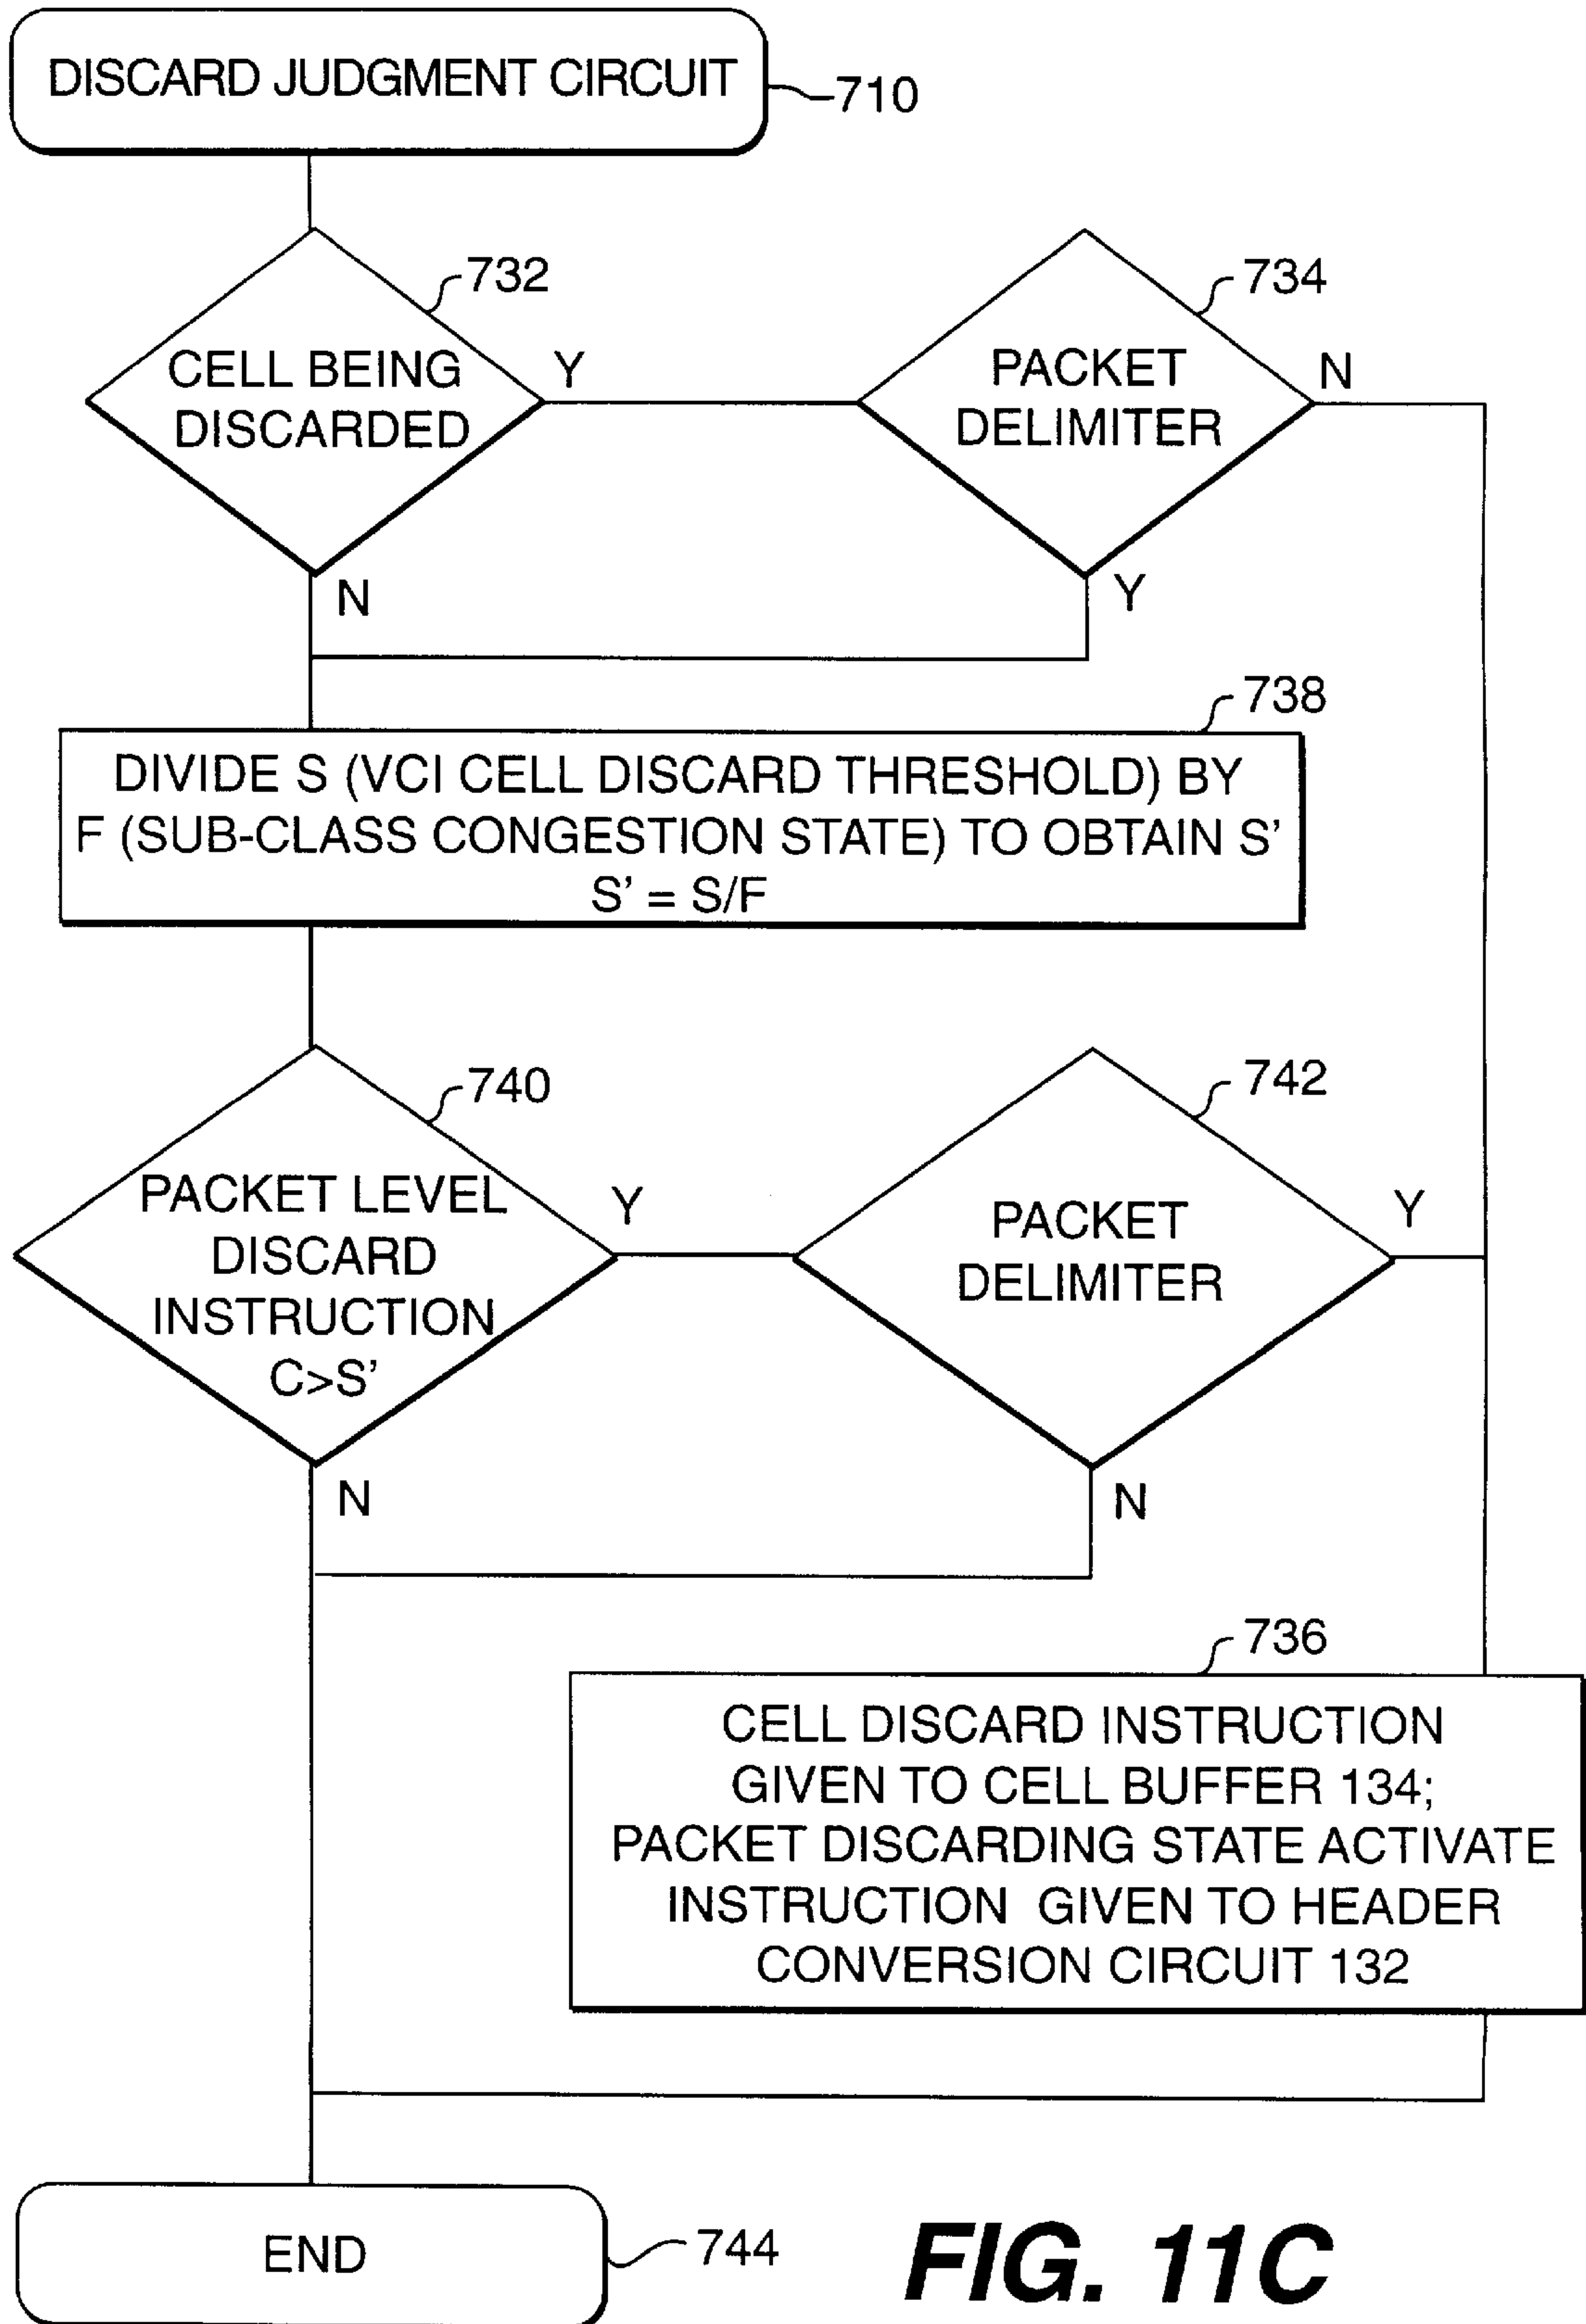 DISCARD JUDGMENT CIRCUIT
710
732
CELL BEING
DISCARDED
Y
N
734
PACKET
DELIMITER
N
Y
738
DIVIDE S (VCI CELL DISCARD THRESHOLD) BY
F (SUB-CLASS CONGESTION STATE) TO OBTAIN S'
S' = S/F
740
PACKET LEVEL
DISCARD
INSTRUCTION
C>S'
Y
N
742
PACKET
DELIMITER
Y
N
736
CELL DISCARD INSTRUCTION
GIVEN TO CELL BUFFER 134;
PACKET DISCARDING STATE ACTIVATE
INSTRUCTION GIVEN TO HEADER
CONVERSION CIRCUIT 132
END
744
FIG. 11C